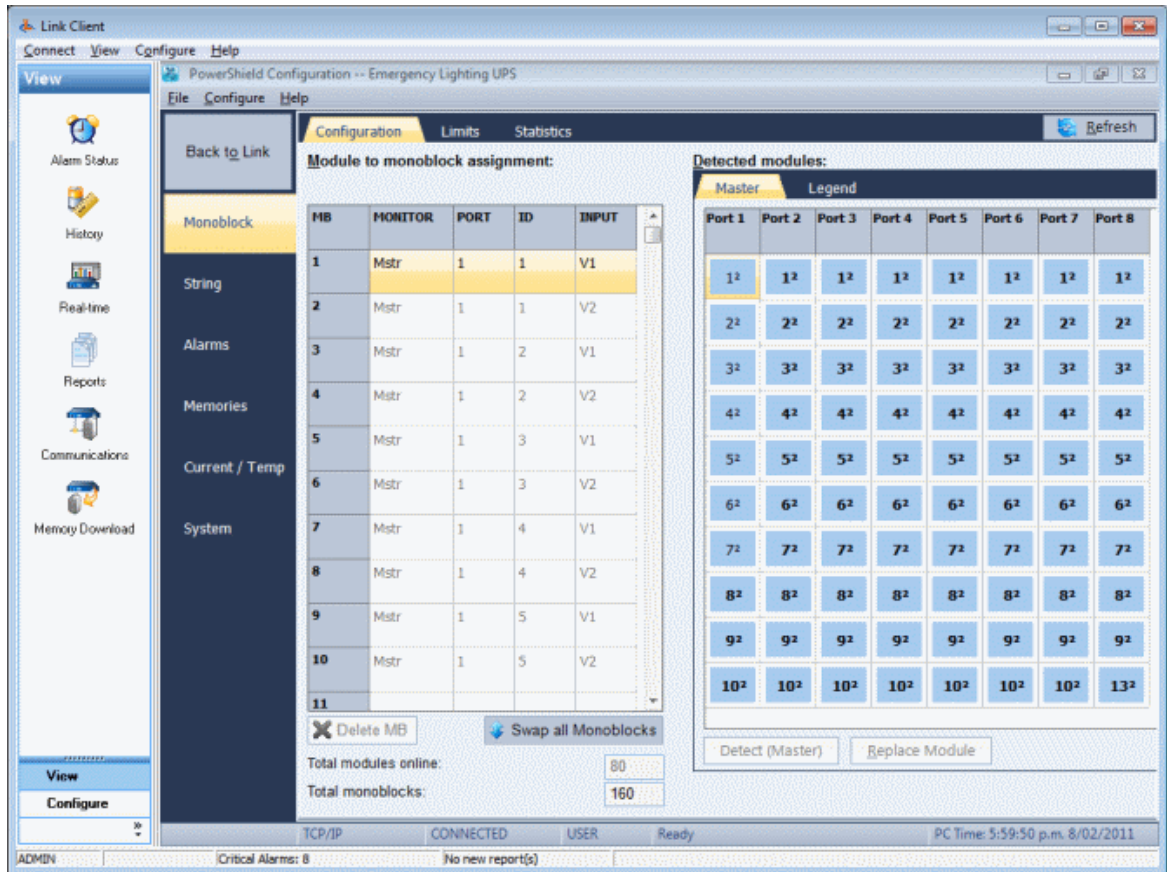 Link Client
Connect View Configure Help
View
Alarm Status
History
Real-time
Reports
Communications
Memory Download
View
Configure
»
PowerShield Configuration -- Emergency Lighting UPS
File Configure Help
Back to Link
Monoblock
String
Alarms
Memories
Current / Temp
System
Configuration Limits Statistics
Refresh
Module to monoblock assignment:
MB MONITOR PORT ID INPUT
1 Mstr 1 1 V1
2 Mstr 1 1 V2
3 Mstr 1 2 V1
4 Mstr 1 2 V2
5 Mstr 1 3 V1
6 Mstr 1 3 V2
7 Mstr 1 4 V1
8 Mstr 1 4 V2
9 Mstr 1 5 V1
10 Mstr 1 5 V2
11
Delete MB Swap all Monoblocks
Total modules online: 80
Total monoblocks: 160
Detected modules:
Master Legend
Port 1 Port 2 Port 3 Port 4 Port 5 Port 6 Port 7 Port 8
1² 1² 1² 1² 1² 1² 1² 1²
2² 2² 2² 2² 2² 2² 2² 2²
3² 3² 3² 3² 3² 3² 3² 3²
4² 4² 4² 4² 4² 4² 4² 4²
5² 5² 5² 5² 5² 5² 5² 5²
6² 6² 6² 6² 6² 6² 6² 6²
7² 7² 7² 7² 7² 7² 7² 7²
8² 8² 8² 8² 8² 8² 8² 8²
9² 9² 9² 9² 9² 9² 9² 9²
10² 10² 10² 10² 10² 10² 10² 13²
Detect (Master) Replace Module
TCP/IP CONNECTED USER Ready PC Time: 5:59:50 p.m. 8/02/2011
ADMIN Critical Alarms: 8 No new report(s)